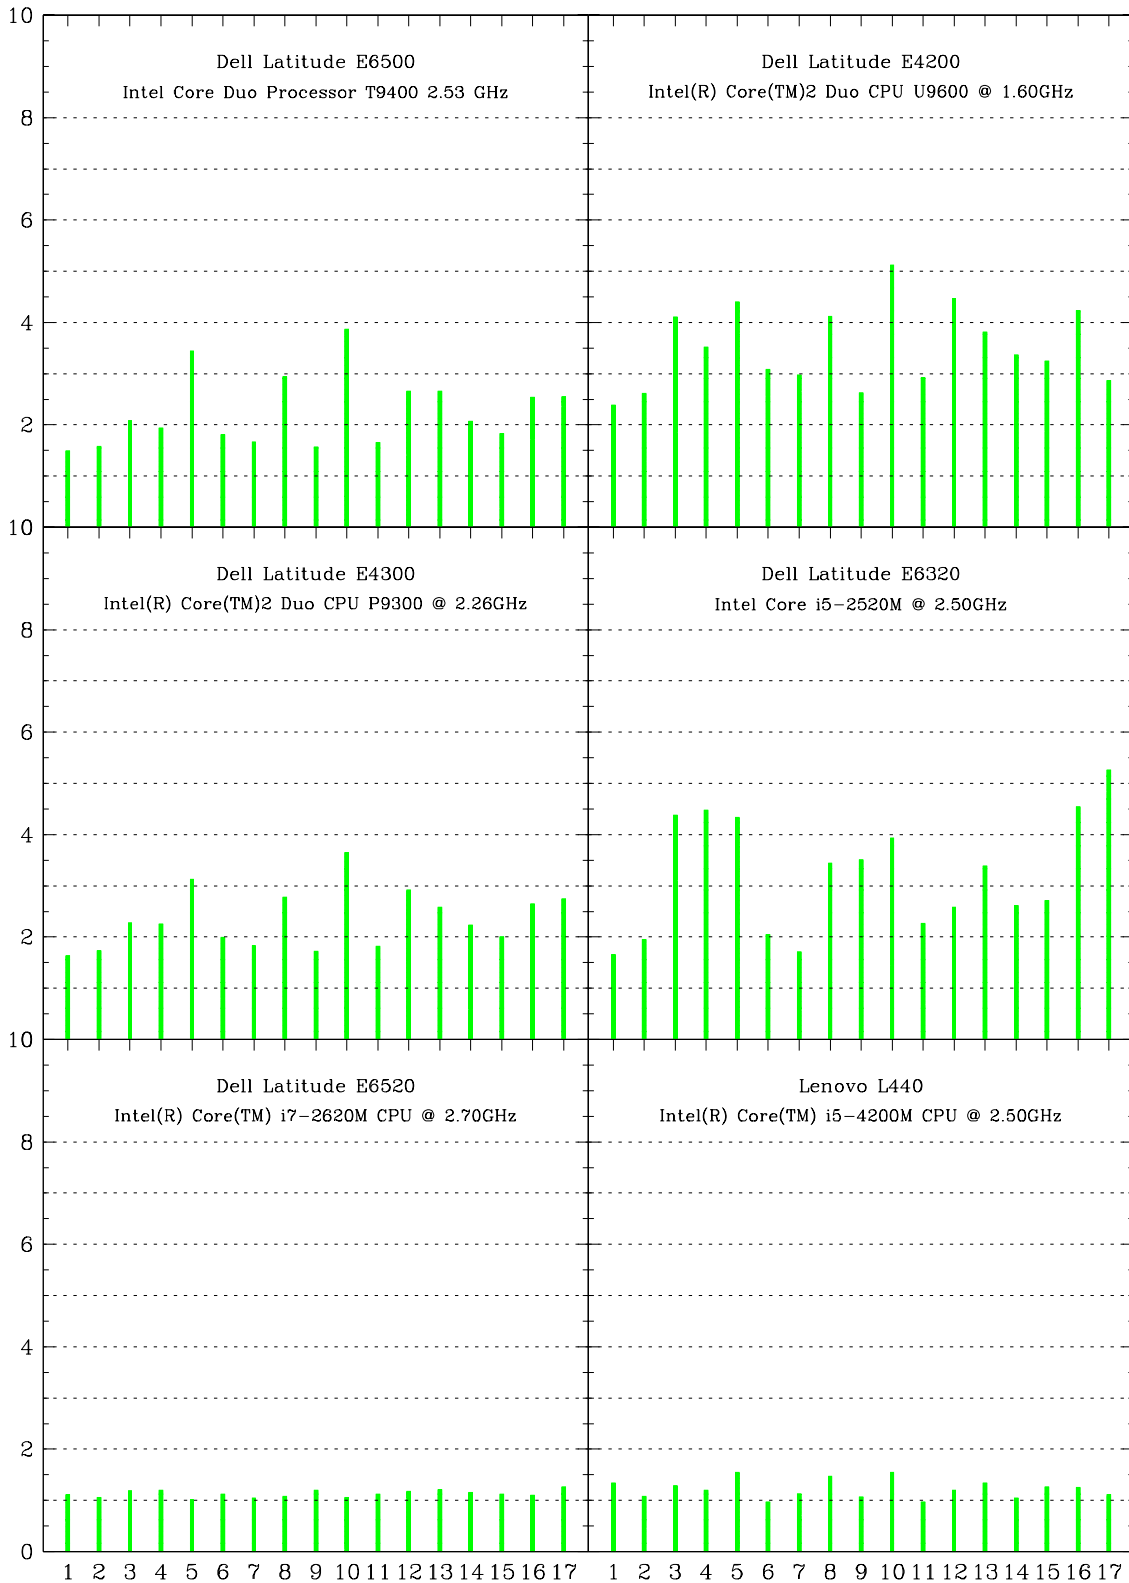 10
Dell Latitude E6500
Intel Core Duo Processor T9400 2.53 GHz
8
6
4
2
Dell Latitude E4200
Intel(R) Core(TM)2 Duo CPU U9600 @ 1.60GHz
10
Dell Latitude E4300
Intel(R) Core(TM)2 Duo CPU P9300 @ 2.26GHz
8
6
4
2
Dell Latitude E6320
Intel Core i5-2520M @ 2.50GHz
10
Dell Latitude E6520
Intel(R) Core(TM) i7-2620M CPU @ 2.70GHz
8
6
4
2
0
Lenovo L440
Intel(R) Core(TM) i5-4200M CPU @ 2.50GHz
1 2 3 4 5 6 7 8 9 10 11 12 13 14 15 16 17
1 2 3 4 5 6 7 8 9 10 11 12 13 14 15 16 17